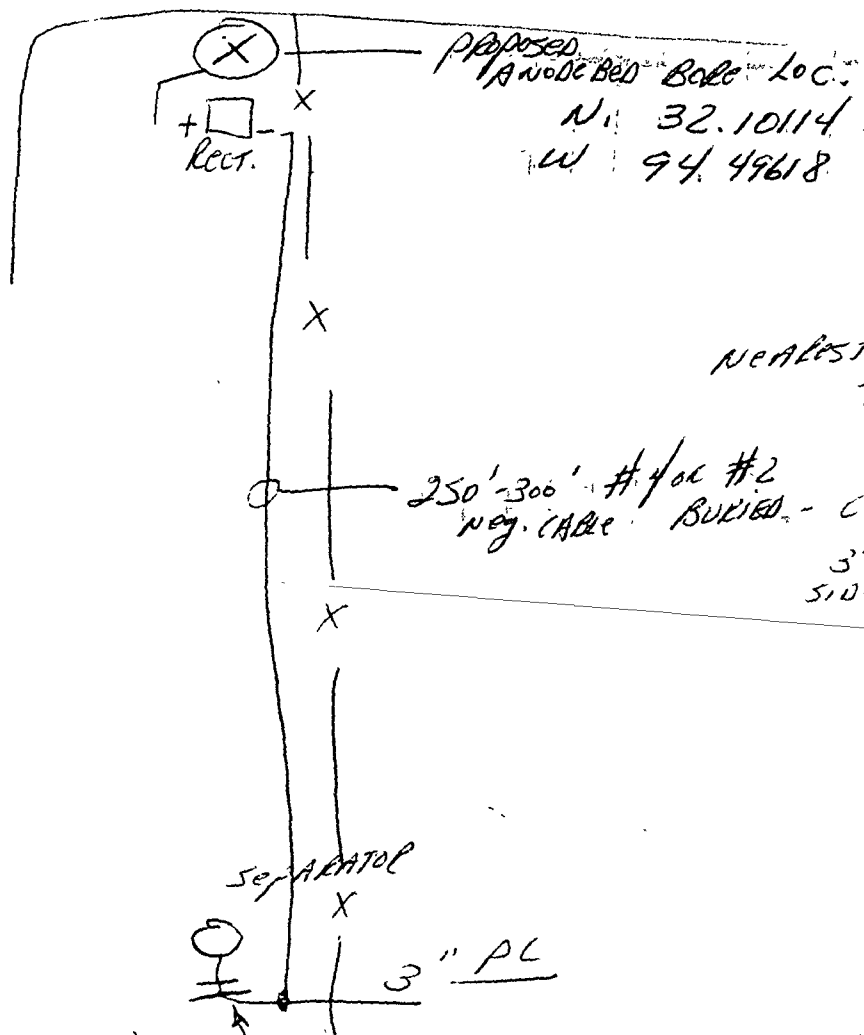 X
PROPOSED
ANODE BED BORE LOC.
N. 32.10114
W 94.49618
X
+ -
RECT.
X
NEAREST
250'-300' #4 OR #2
Neg. CABLE BURIED -
X
SEPARATOR
X
3" PL